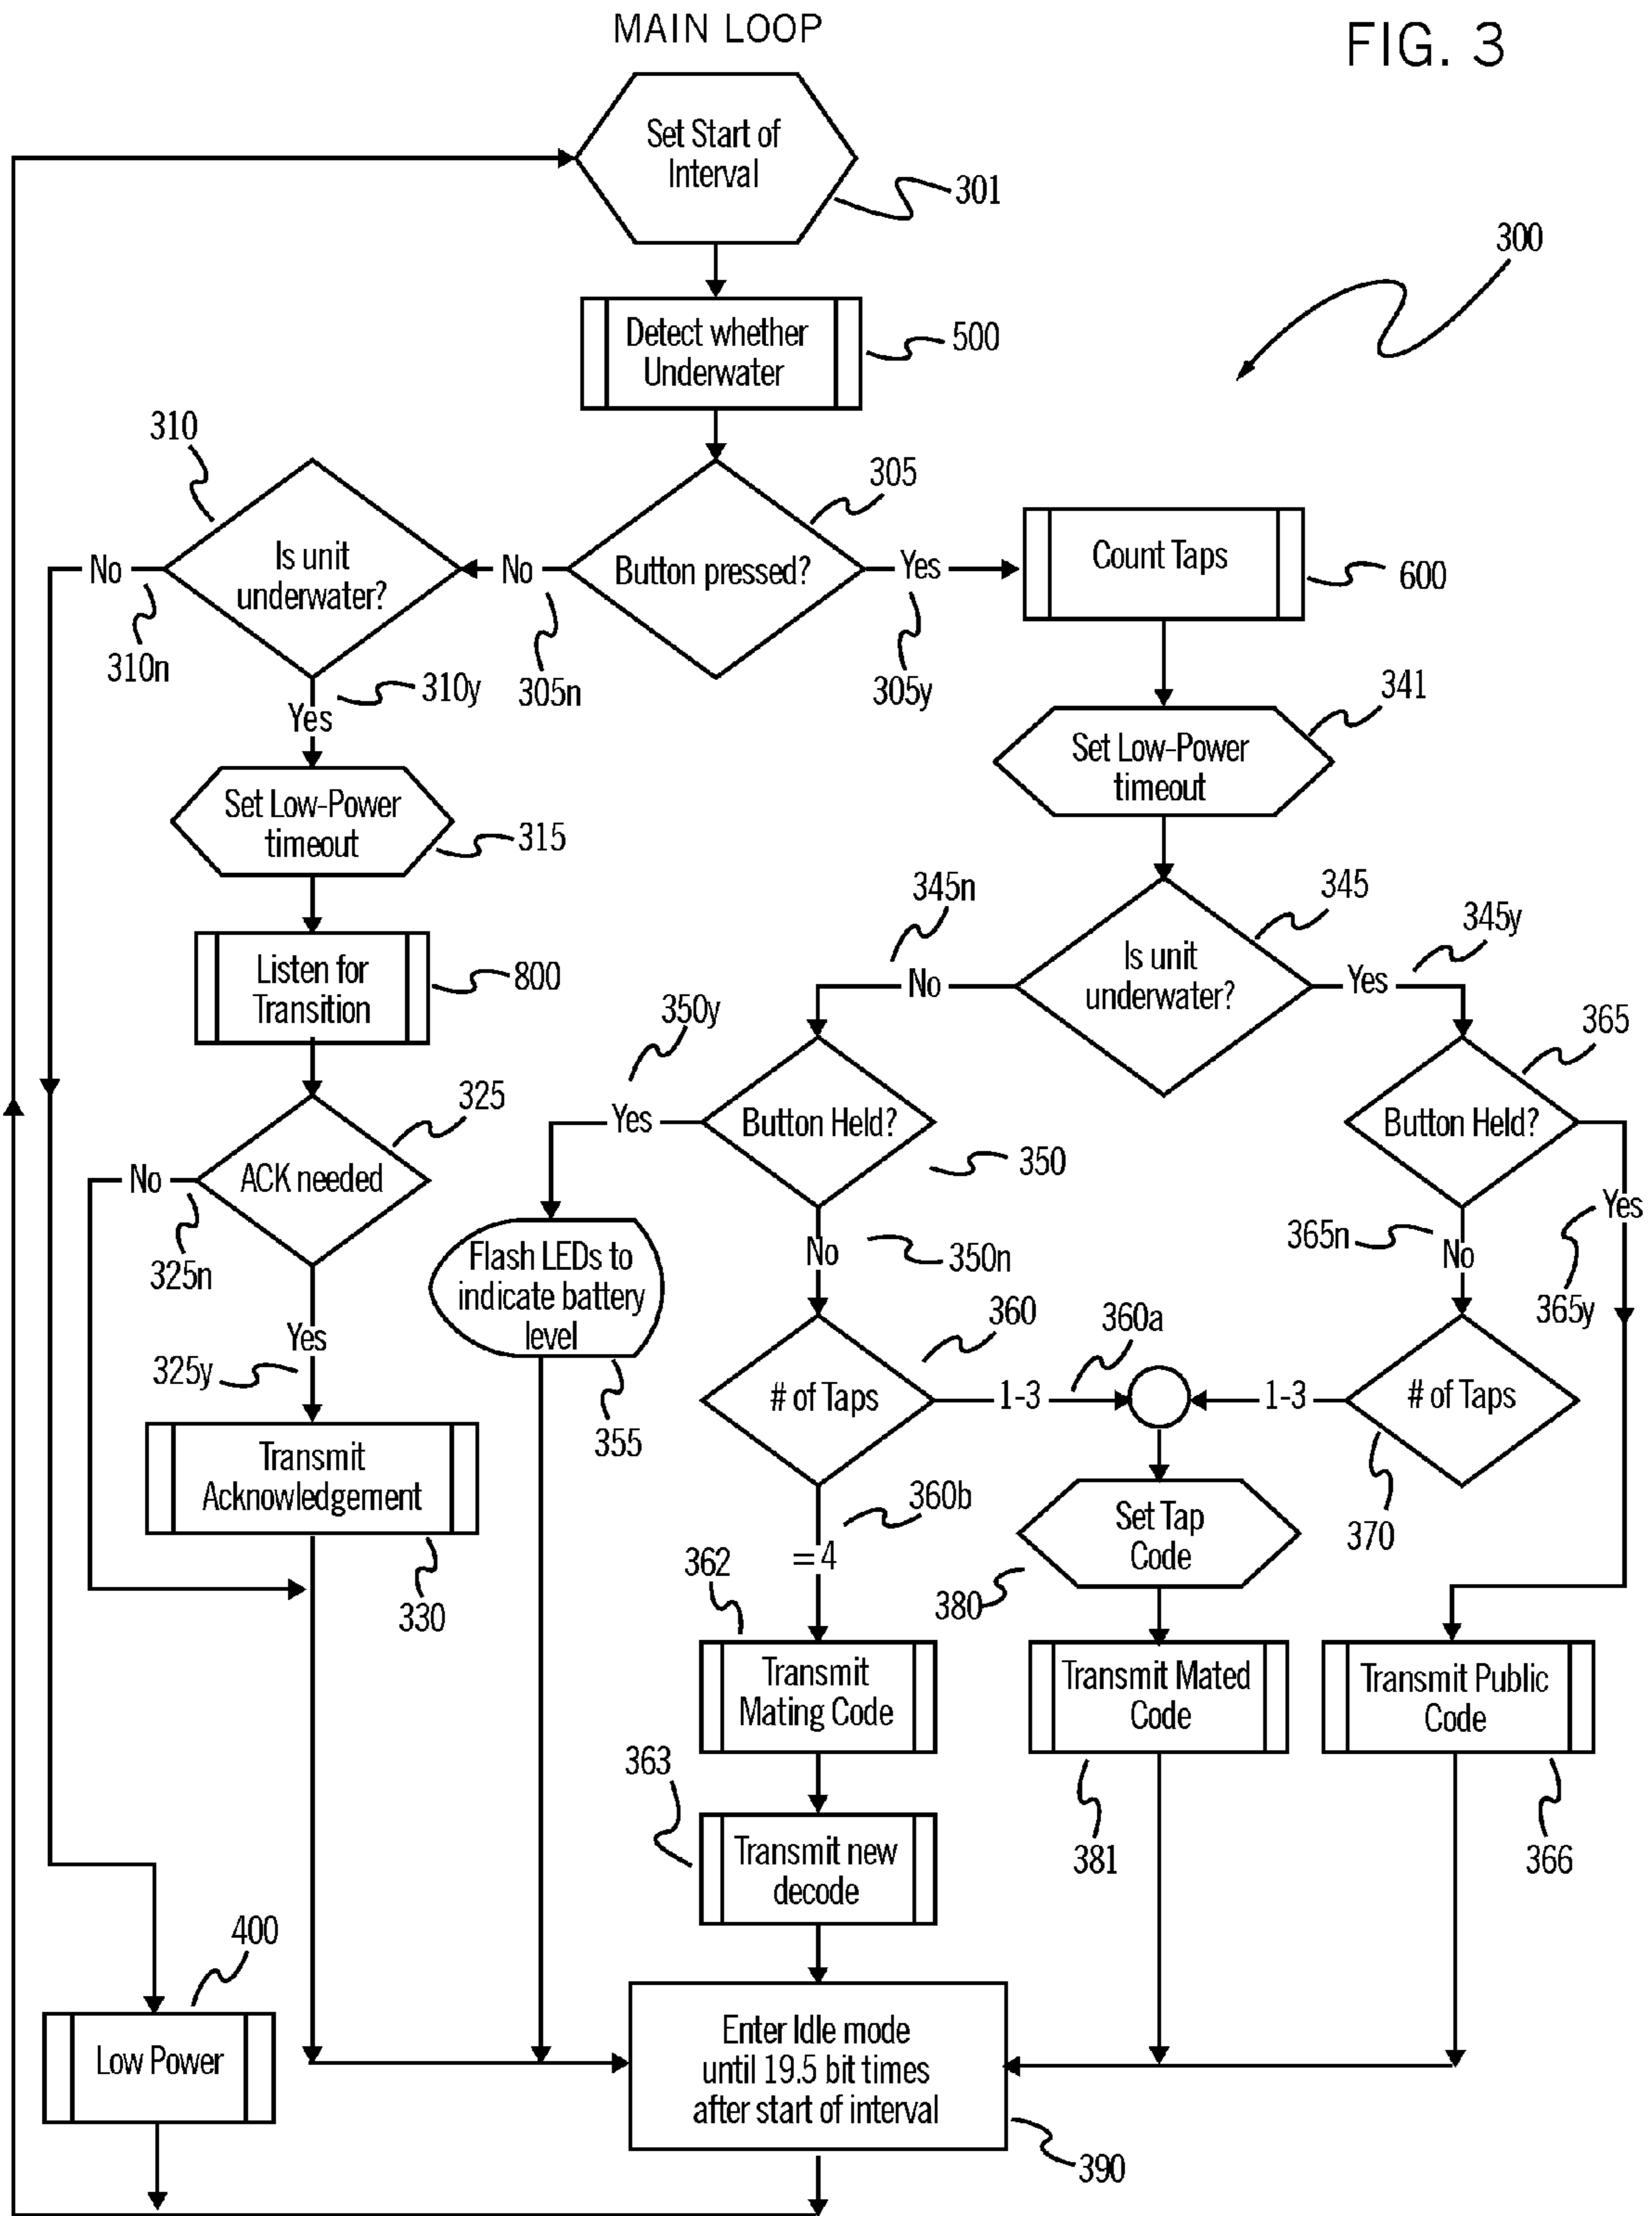 MAIN LOOP
FIG. 3
Set Start of
Interval
301
300
Detect whether
Underwater
500
310
305
Is unit
underwater?
No
310n
310y
Yes
No
305n
Button pressed?
Yes
305y
Count Taps
600
341
Set Low-Power
timeout
Set Low-Power
timeout
315
345n
345
345y
Is unit
underwater?
No
Yes
Listen for
Transition
800
350y
365
Button Held?
Yes
350
Button Held?
Yes
365y
365n
No
325
ACK needed
No
325n
Yes
325y
Flash LEDs to
indicate battery
level
355
No
350n
360
360a
# of Taps
1-3
1-3
# of Taps
370
Transmit
Acknowledgement
330
360b
= 4
362
Set Tap
Code
380
Transmit
Mating Code
Transmit Mated
Code
Transmit Public
Code
363
381
366
Transmit new
decode
400
Low Power
Enter Idle mode
until 19.5 bit times
after start of interval
390